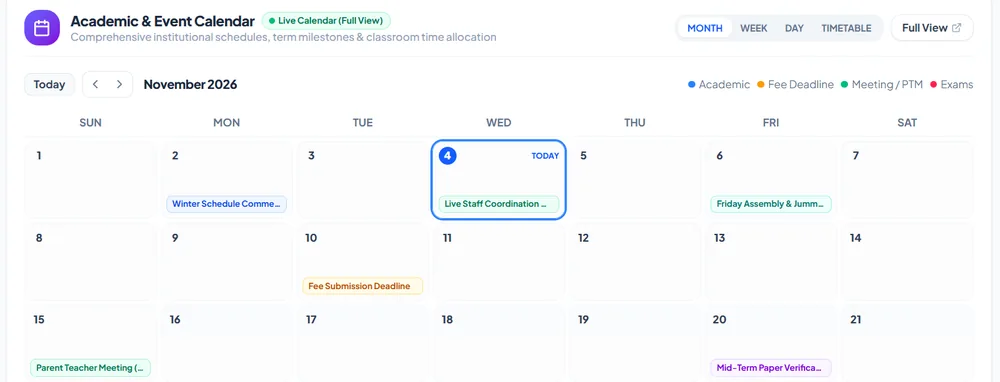 Academic & Event Calendar Live Calendar (Full View)
Comprehensive institutional schedules, term milestones & classroom time allocation
MONTH WEEK DAY TIMETABLE Full View
Today November 2026
Academic Fee Deadline Meeting / PTM Exams
SUN MON TUE WED THU FRI SAT
1 2 3 4 TODAY 5 6 7
Winter Schedule Comme... Live Staff Coordination ... Friday Assembly & Jumm...
8 9 10 11 12 13 14
Fee Submission Deadline
15 16 17 18 19 20 21
Parent Teacher Meeting (... Mid-Term Paper Verifica...